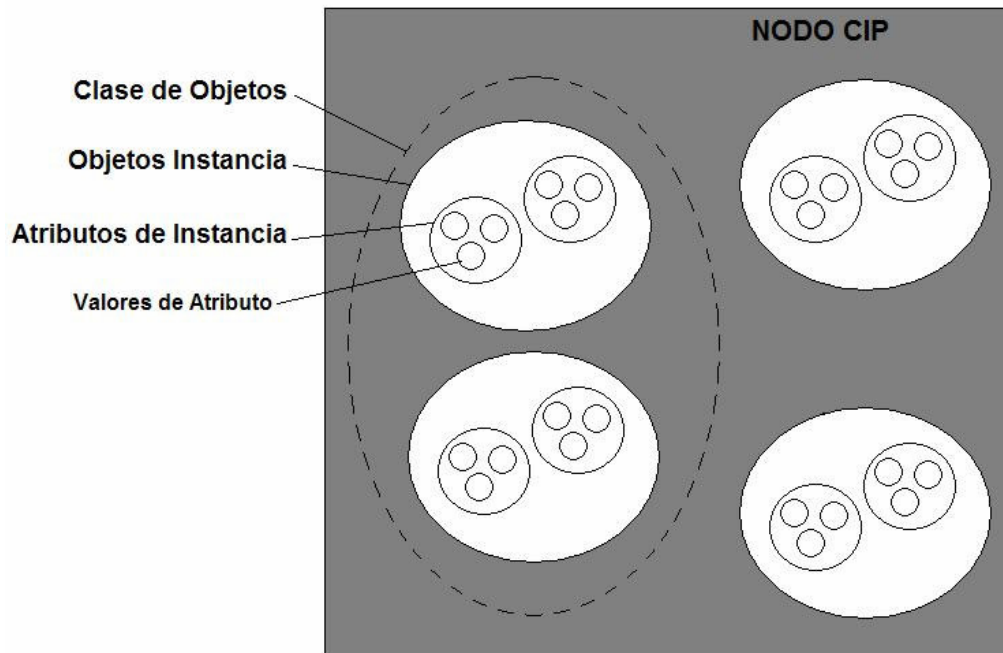 NODO CIP
Clase de Objetos
Objetos Instancia
Atributos de Instancia
Valores de Atributo